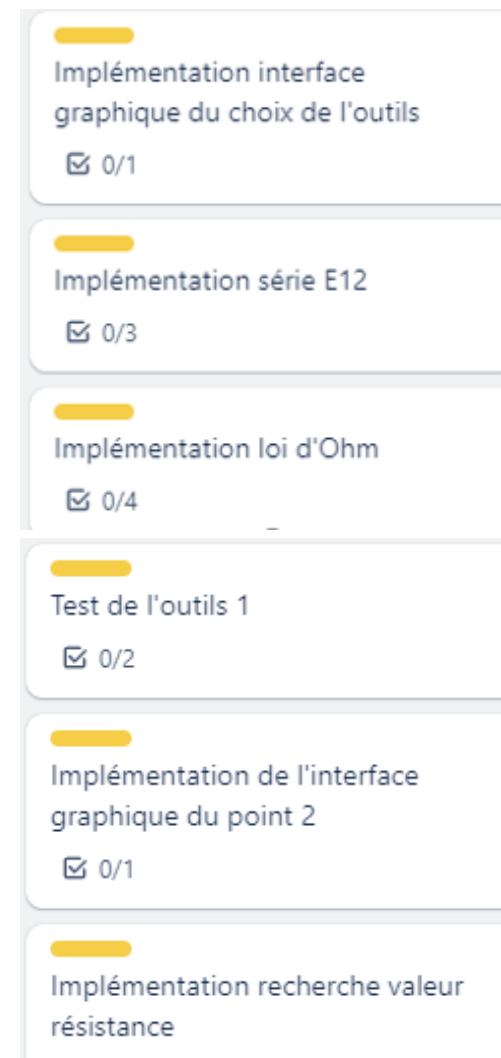 Implémentation interface
graphique du choix de l'outils
0/1
Implémentation série E12
0/3
Implémentation loi d'Ohm
0/4
Test de l'outils 1
0/2
Implémentation de l'interface
graphique du point 2
0/1
Implémentation recherche valeur
résistance